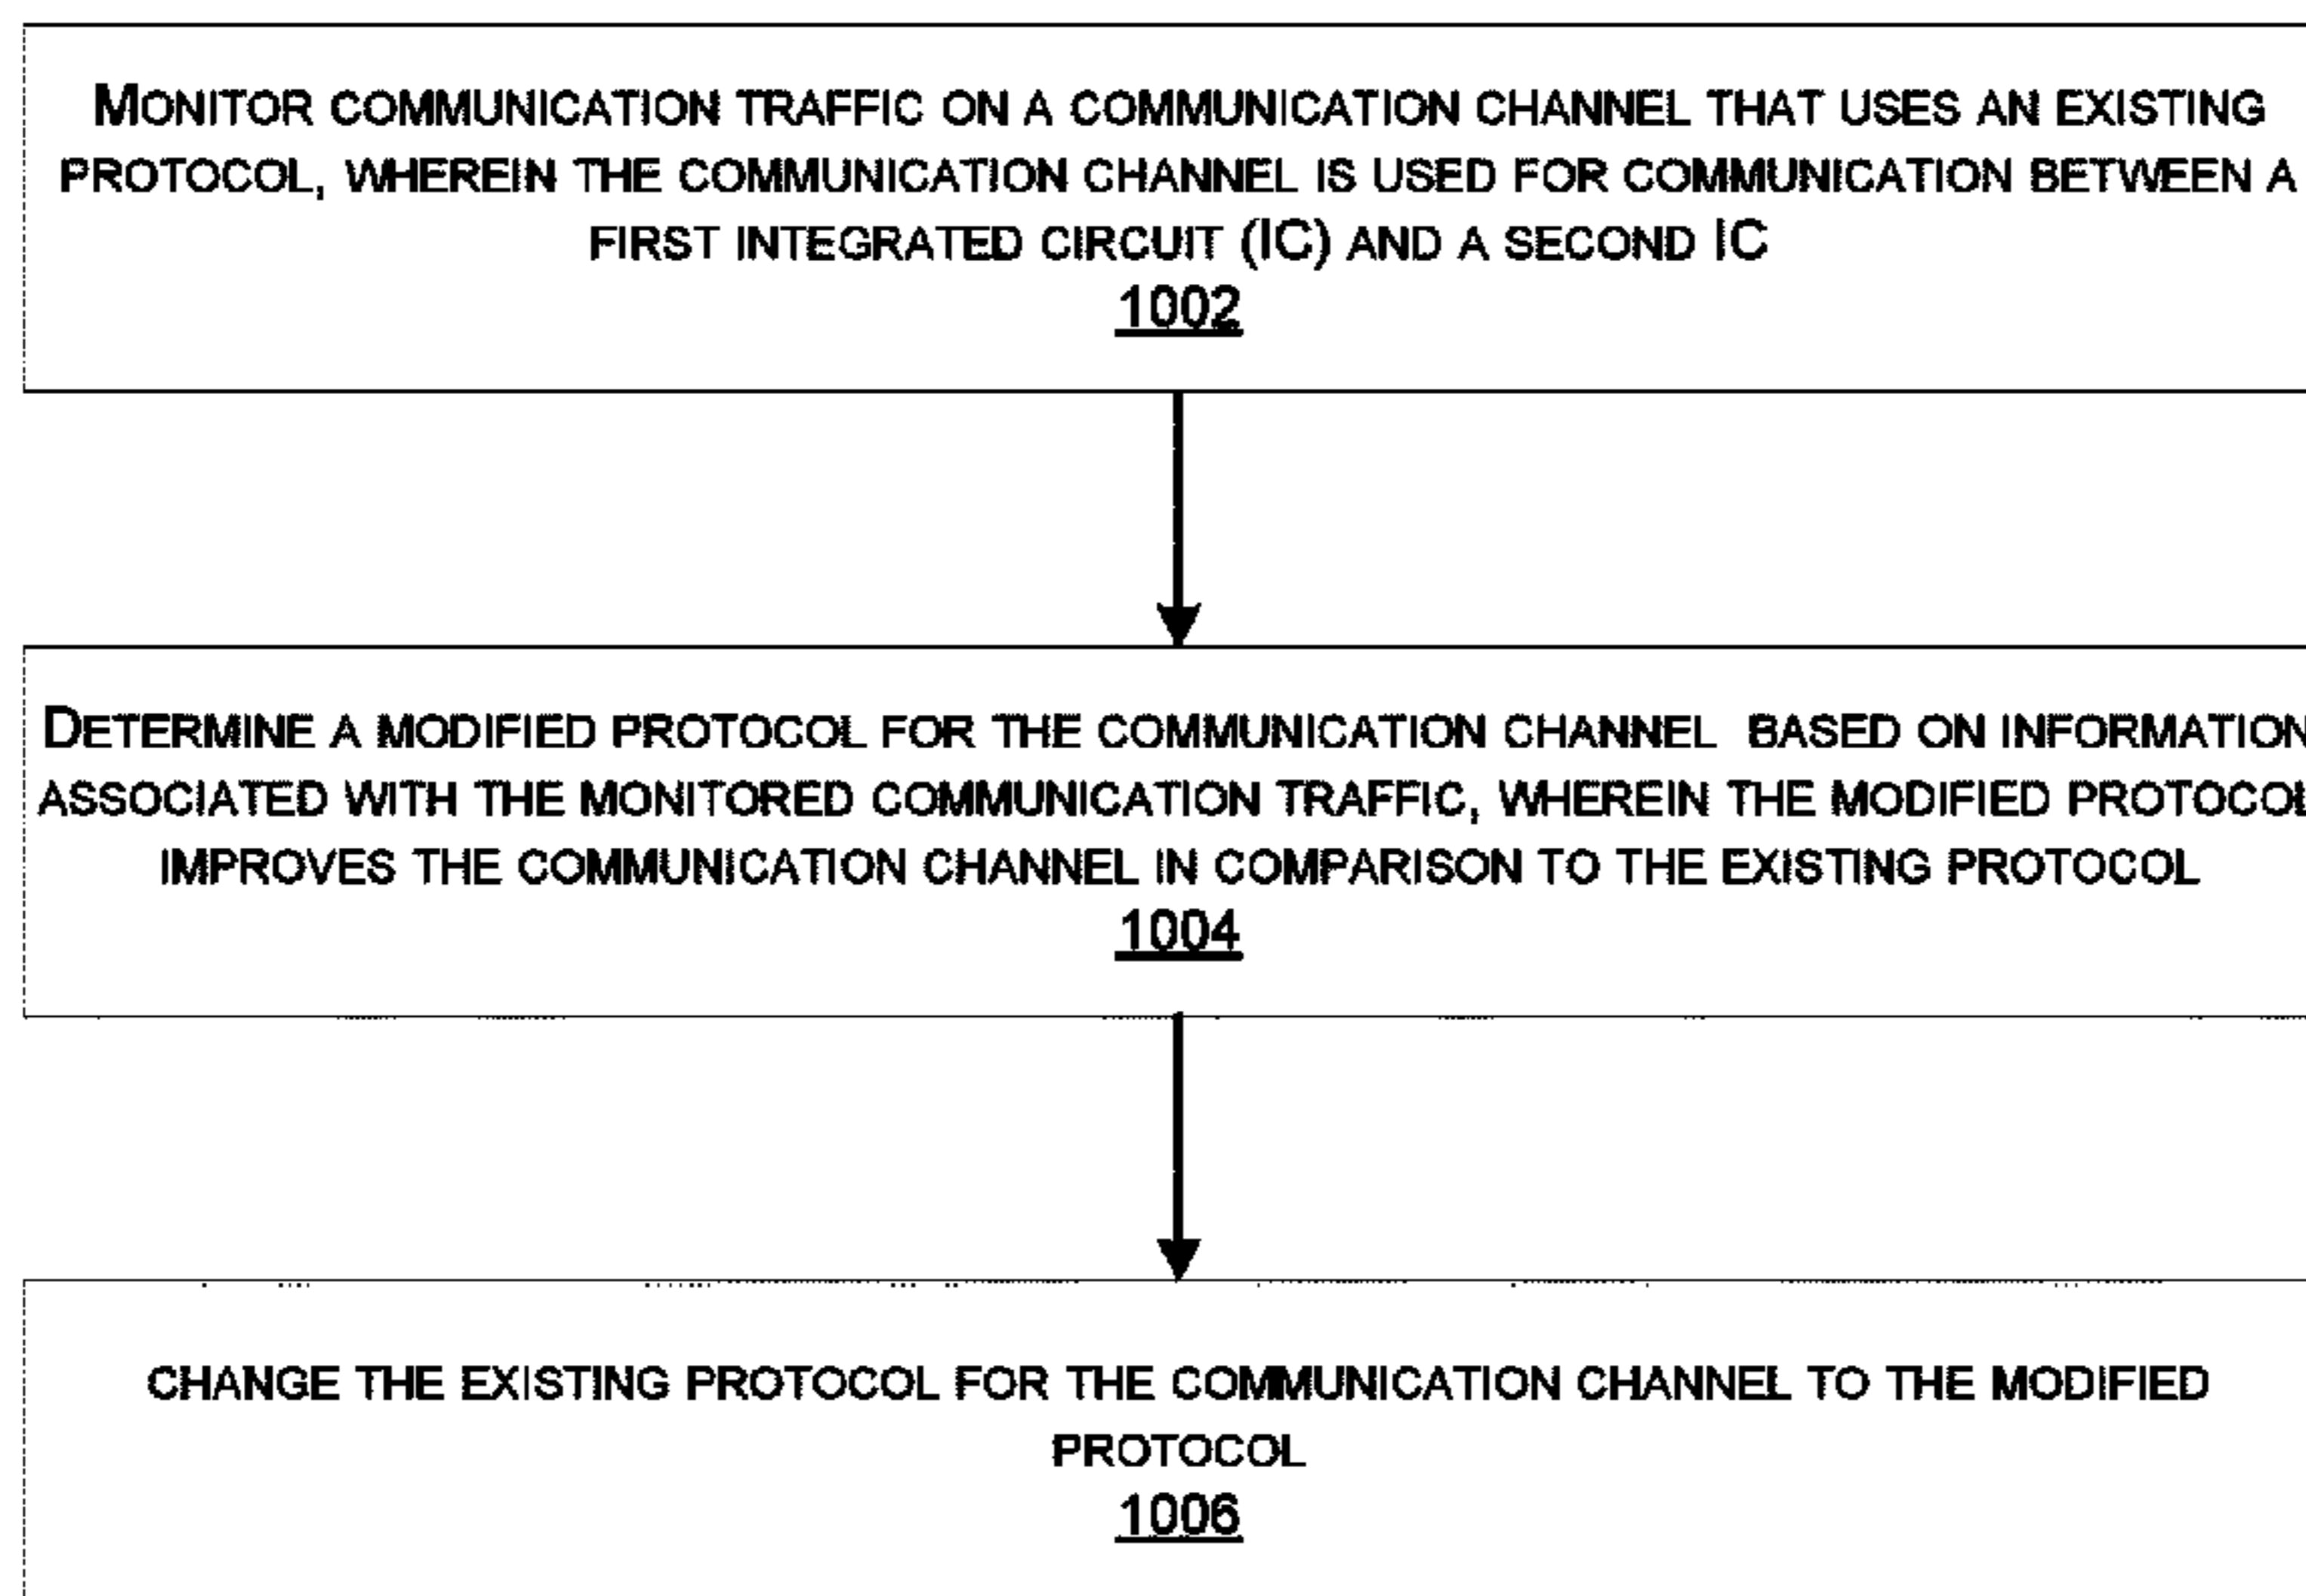 MONITOR COMMUNICATION TRAFFIC ON A COMMUNICATION CHANNEL THAT USES AN EXISTING
PROTOCOL, WHEREIN THE COMMUNICATION CHANNEL IS USED FOR COMMUNICATION BETWEEN A
FIRST INTEGRATED CIRCUIT (IC) AND A SECOND IC
1002
DETERMINE A MODIFIED PROTOCOL FOR THE COMMUNICATION CHANNEL BASED ON INFORMATION
ASSOCIATED WITH THE MONITORED COMMUNICATION TRAFFIC, WHEREIN THE MODIFIED PROTOCOL
IMPROVES THE COMMUNICATION CHANNEL IN COMPARISON TO THE EXISTING PROTOCOL
1004
CHANGE THE EXISTING PROTOCOL FOR THE COMMUNICATION CHANNEL TO THE MODIFIED
PROTOCOL
1006